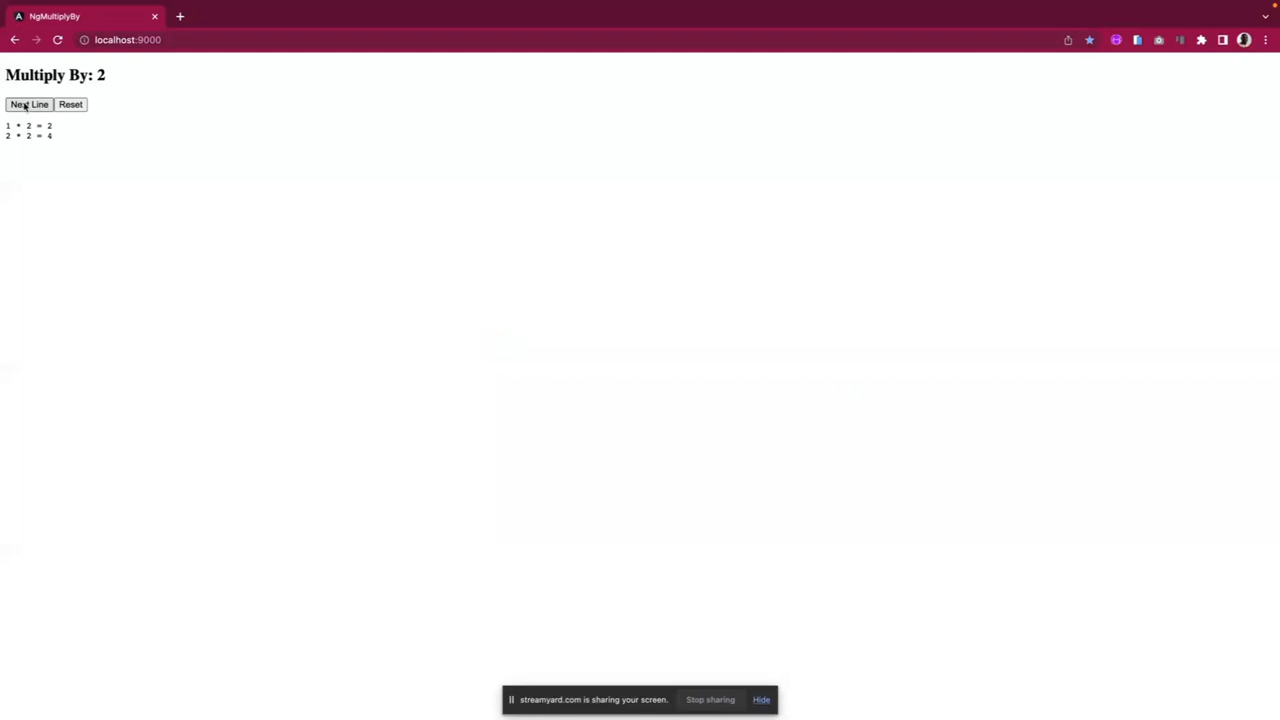 NgMultiplyBy
localhost:9000
Multiply By: 2
Next Line Reset
1 * 2 = 2
2 * 2 = 4
streamyard.com is sharing your screen. Stop sharing Hide